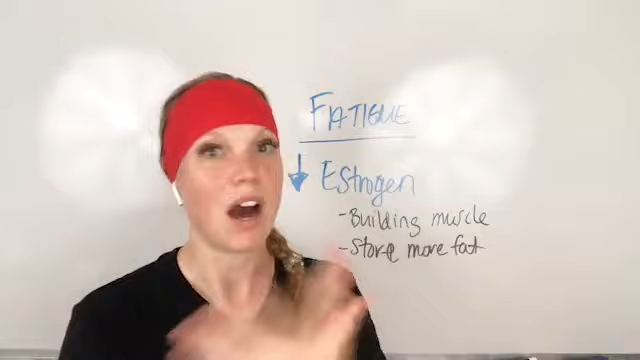 FATIGUE
↓ Estrogen
- Building muscle
- Store more fat